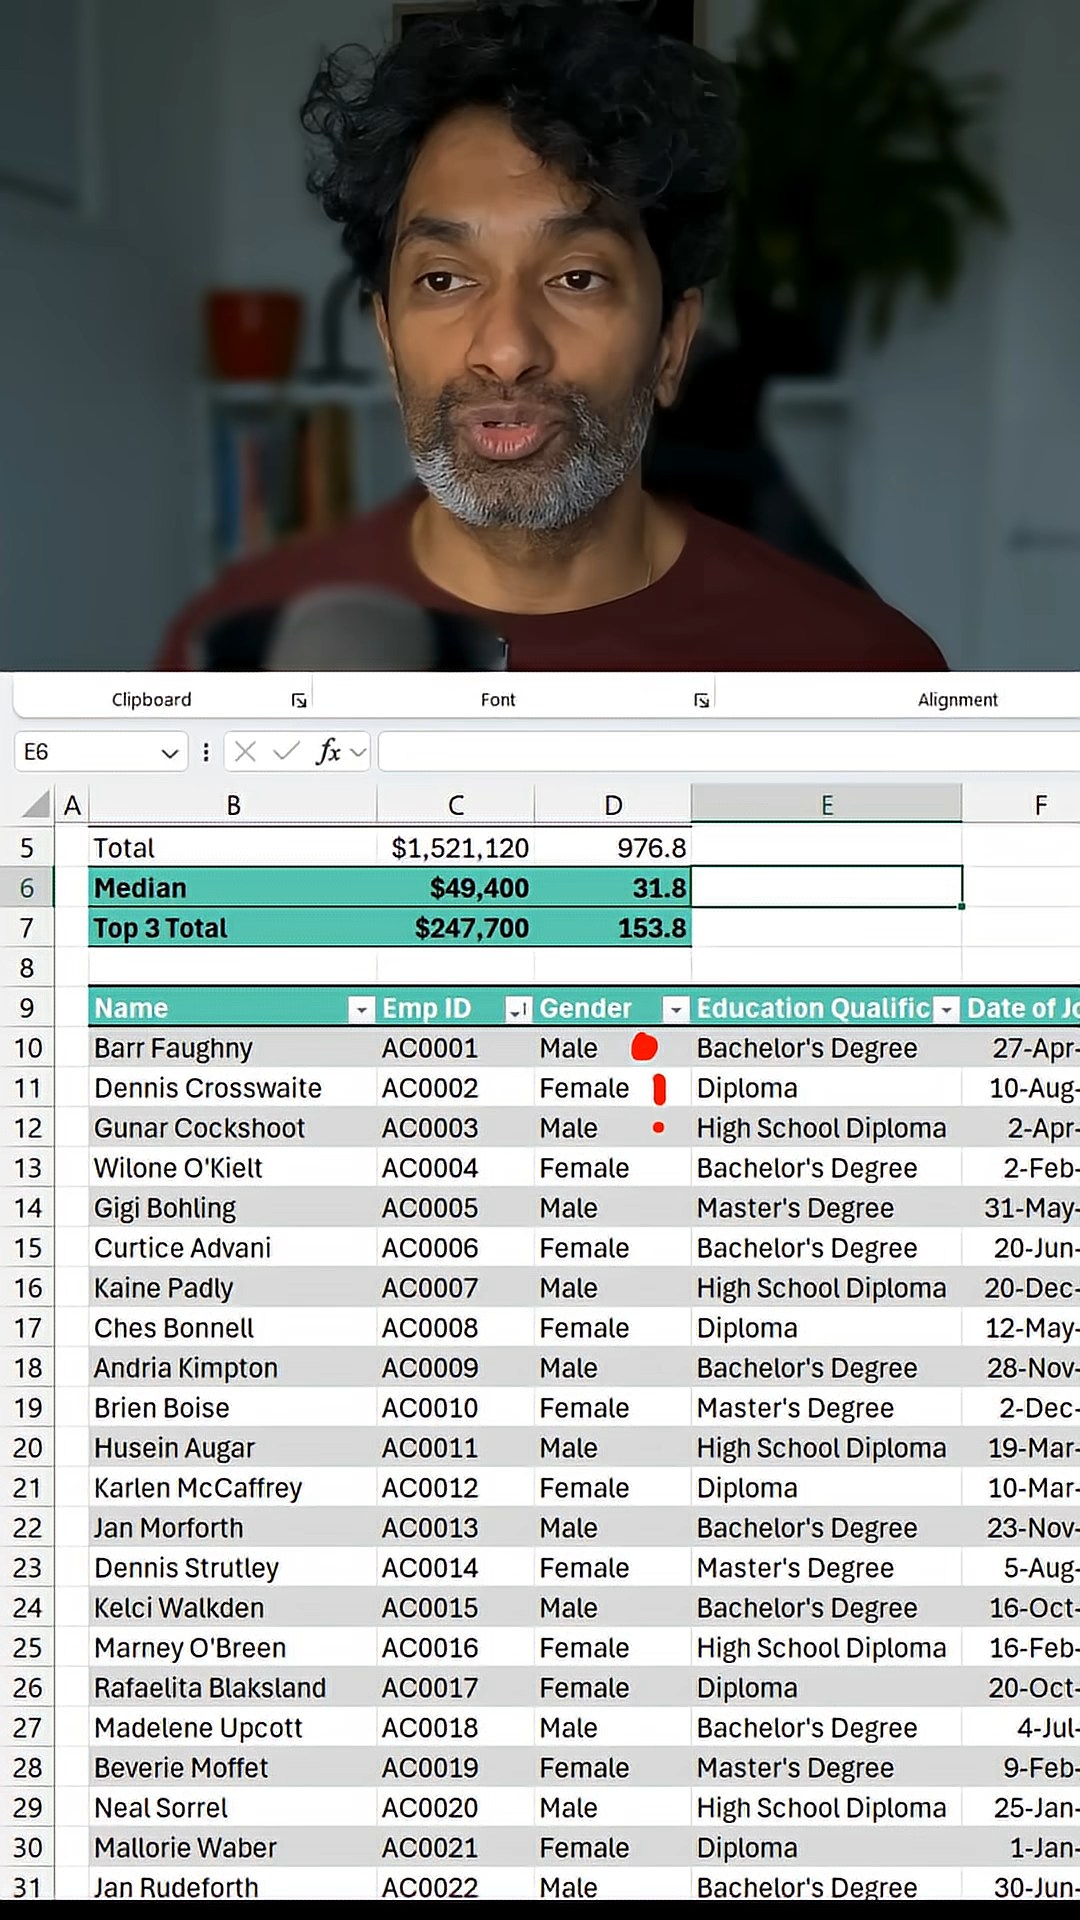 Clipboard Font Alignment
E6 fx
A B C D E F
5 Total $1,521,120 976.8
6 Median $49,400 31.8
7 Top 3 Total $247,700 153.8
8
9 Name Emp ID Gender Education Qualific Date of Jo
10 Barr Faughny AC0001 Male Bachelor's Degree 27-Apr-
11 Dennis Crosswaite AC0002 Female Diploma 10-Aug-
12 Gunar Cockshoot AC0003 Male High School Diploma 2-Apr-
13 Wilone O'Kielt AC0004 Female Bachelor's Degree 2-Feb-
14 Gigi Bohling AC0005 Male Master's Degree 31-May-
15 Curtice Advani AC0006 Female Bachelor's Degree 20-Jun-
16 Kaine Padly AC0007 Male High School Diploma 20-Dec-
17 Ches Bonnell AC0008 Female Diploma 12-May-
18 Andria Kimpton AC0009 Male Bachelor's Degree 28-Nov-
19 Brien Boise AC0010 Female Master's Degree 2-Dec-
20 Husein Augar AC0011 Male High School Diploma 19-Mar-
21 Karlen McCaffrey AC0012 Female Diploma 10-Mar-
22 Jan Morforth AC0013 Male Bachelor's Degree 23-Nov-
23 Dennis Strutley AC0014 Female Master's Degree 5-Aug-
24 Kelci Walkden AC0015 Male Bachelor's Degree 16-Oct-
25 Marney O'Breen AC0016 Female High School Diploma 16-Feb-
26 Rafaelita Blaksland AC0017 Female Diploma 20-Oct-
27 Madelene Upcott AC0018 Male Bachelor's Degree 4-Jul-
28 Beverie Moffet AC0019 Female Master's Degree 9-Feb-
29 Neal Sorrel AC0020 Male High School Diploma 25-Jan-
30 Mallorie Waber AC0021 Female Diploma 1-Jan-
31 Jan Rudeforth AC0022 Male Bachelor's Degree 30-Jun-